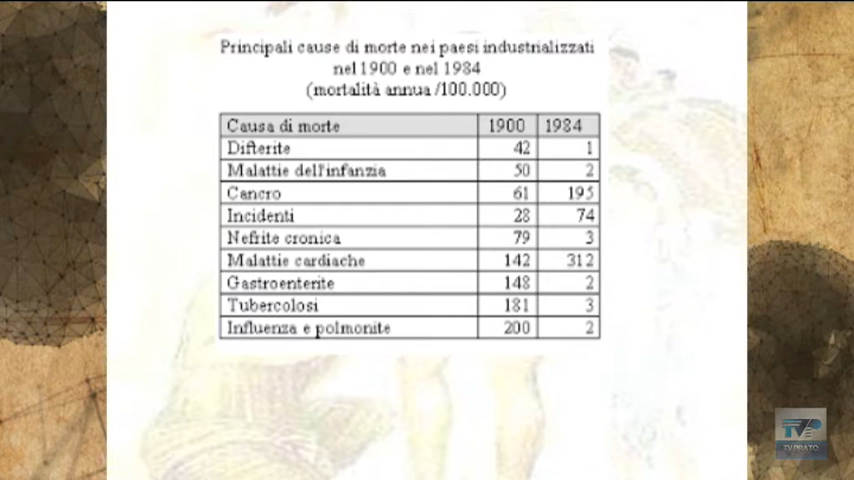 Principali cause di morte nei paesi industrializzati
nel 1900 e nel 1984
(mortalità annua /100.000)
Causa di morte 1900 1984
Difterite 42 1
Malattie dell'infanzia 50 2
Cancro 61 195
Incidenti 28 74
Nefrite cronica 79 3
Malattie cardiache 142 312
Gastroenterite 148 2
Tubercolosi 181 3
Influenza e polmonite 200 2
TVP
TV PRATO